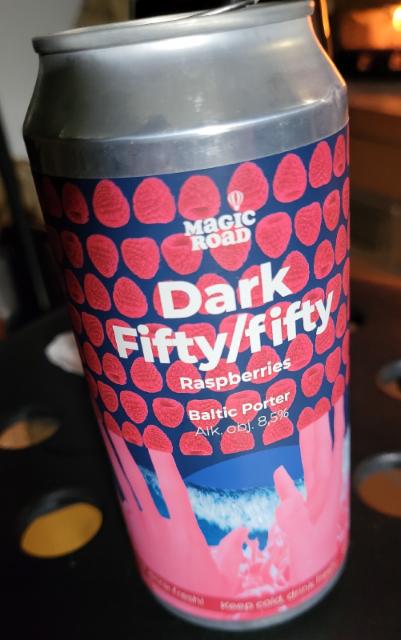 MAGIC
ROAD
Dark
Fifty/fifty
Raspberries
Baltic Porter
Alk. obj. 8,5%
fresh! Keep cold, drink